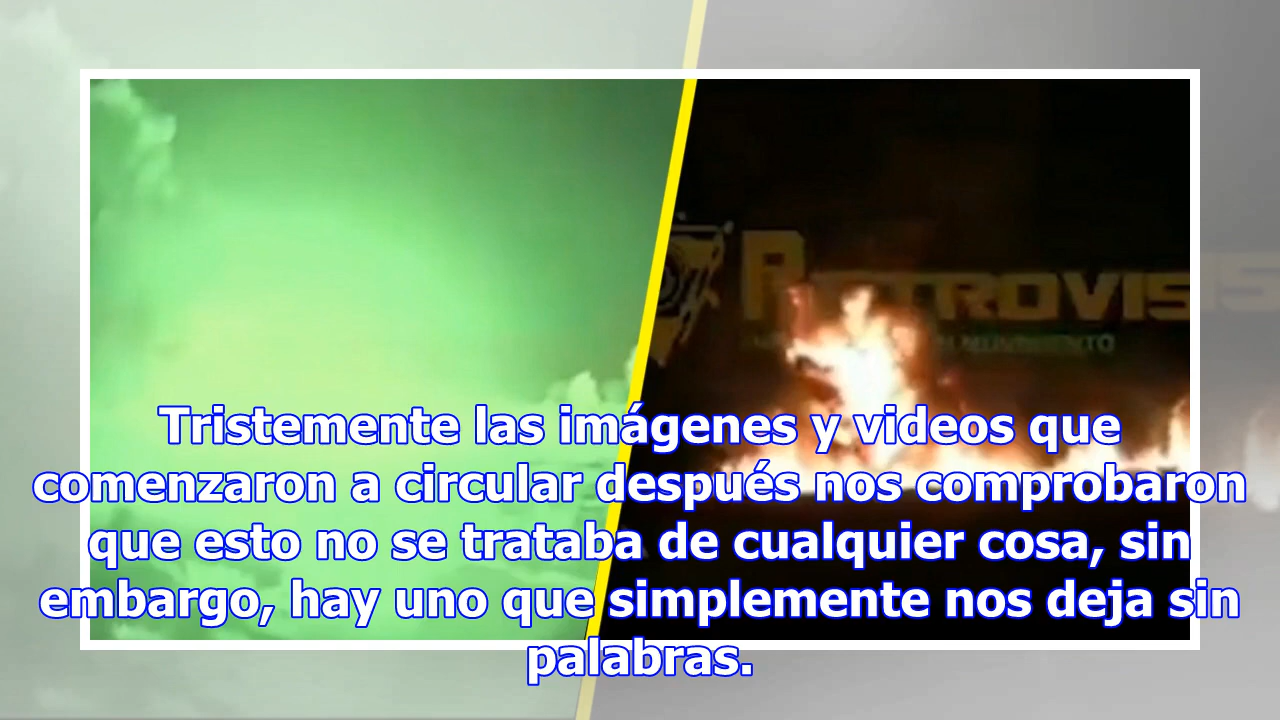 RETROVIS
Tristemente las imágenes y videos que
comenzaron a circular después nos comprobaron
que esto no se trataba de cualquier cosa, sin
embargo, hay uno que simplemente nos deja sin
palabras.